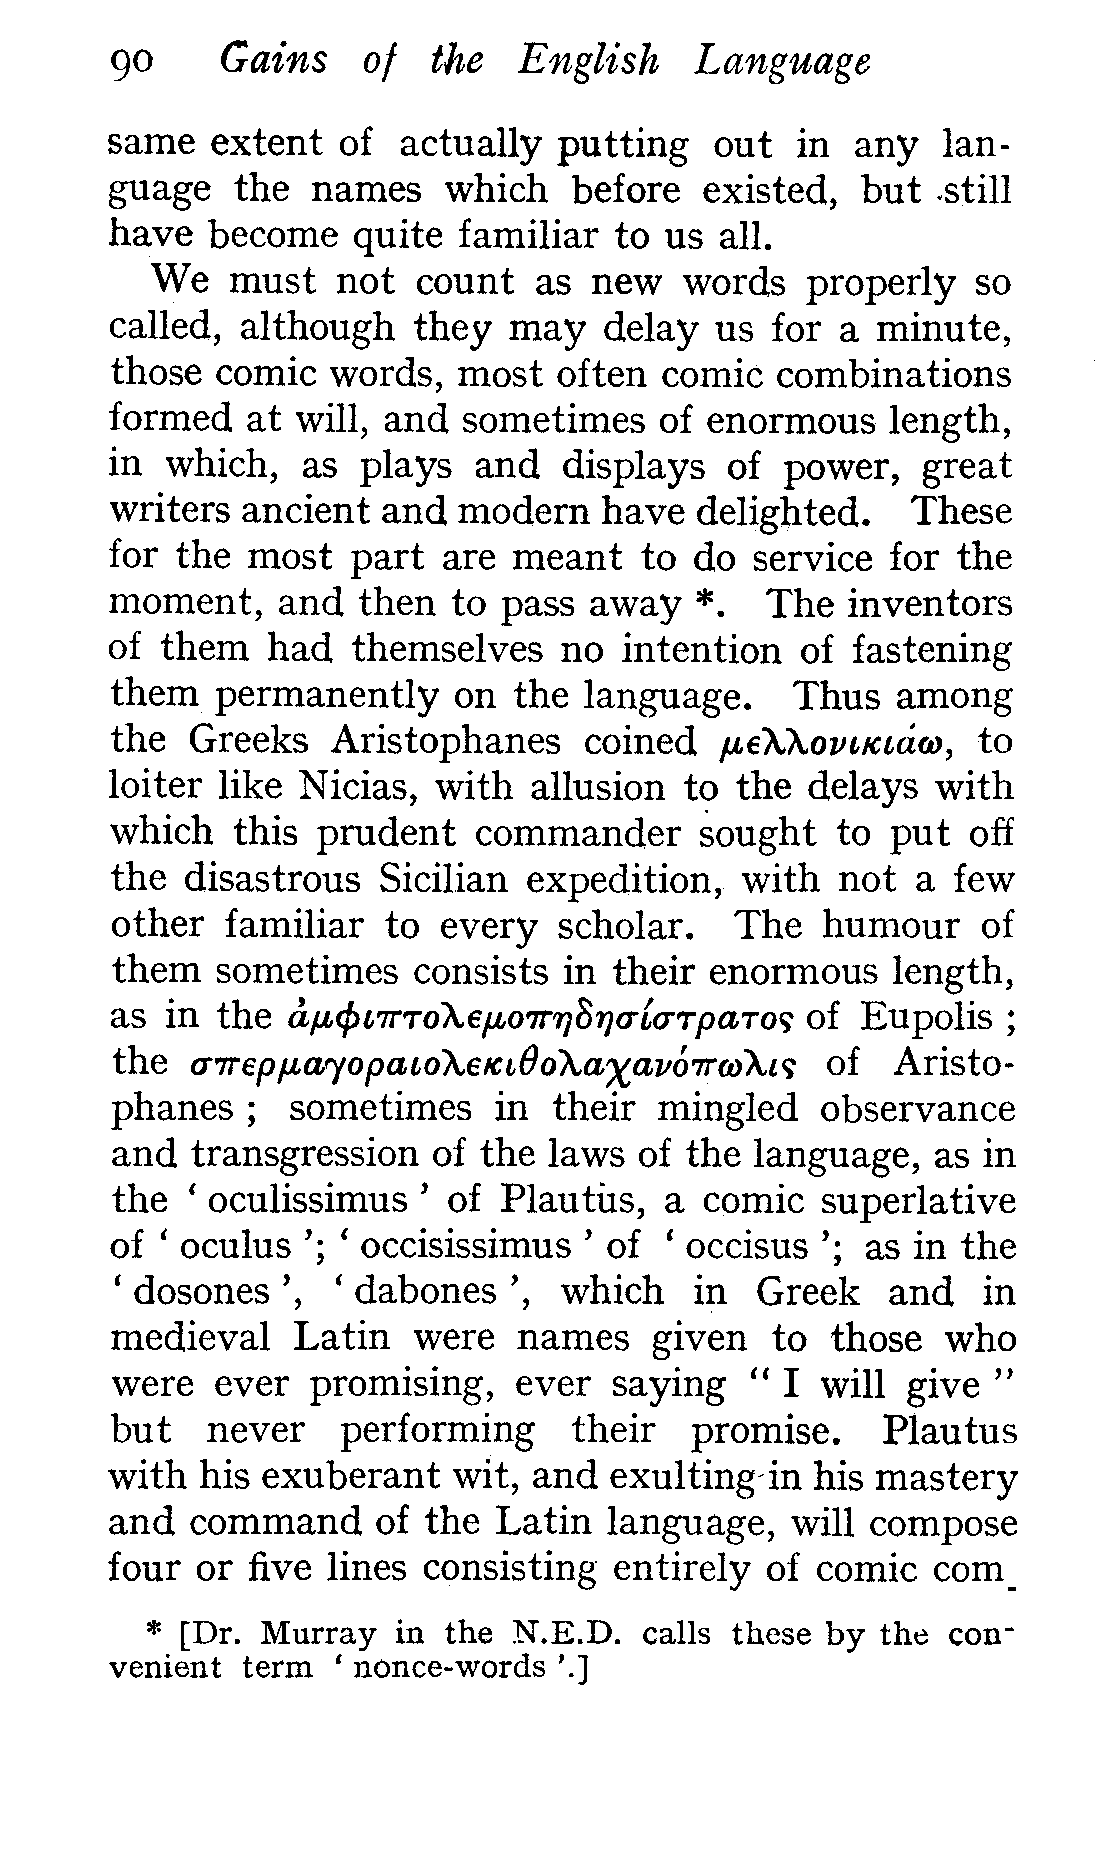 90 Gains of the English Language
same extent of actually putting out in any lan-
guage the names which before existed, but still
have become quite familiar to us all.
We must not count as new words properly so
called, although they may delay us for a minute,
those comic words, most often comic combinations
formed at will, and sometimes of enormous length,
in which, as plays and displays of power, great
writers ancient and modern have delighted. These
for the most part are meant to do service for the
moment, and then to pass away *. The inventors
of them had themselves no intention of fastening
them permanently on the language. Thus among
the Greeks Aristophanes coined μελλονικιάω, to
loiter like Nicias, with allusion to the delays with
which this prudent commander sought to put off
the disastrous Sicilian expedition, with not a few
other familiar to every scholar. The humour of
them sometimes consists in their enormous length,
as in the ἀμφιπτολεμοπηδησίστρατος of Eupolis ;
the σπερμαγοραιολεκιθολαχανόπωλις of Aristo-
phanes ; sometimes in their mingled observance
and transgression of the laws of the language, as in
the ‘ oculissimus ’ of Plautus, a comic superlative
of ‘ oculus ’; ‘ occisissimus ’ of ‘ occisus ’; as in the
‘ dosones ’, ‘ dabones ’, which in Greek and in
medieval Latin were names given to those who
were ever promising, ever saying “ I will give ”
but never performing their promise. Plautus
with his exuberant wit, and exulting in his mastery
and command of the Latin language, will compose
four or five lines consisting entirely of comic com-
* [Dr. Murray in the N.E.D. calls these by the con-
venient term ‘ nonce-words ’.]